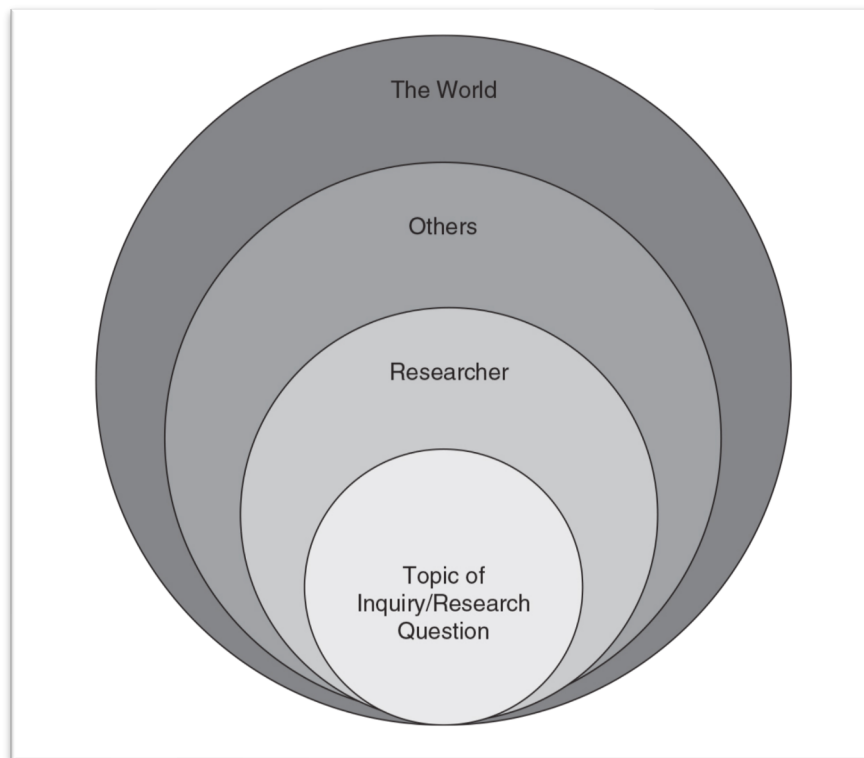 The World
Others
Researcher
Topic of
Inquiry/Research
Question